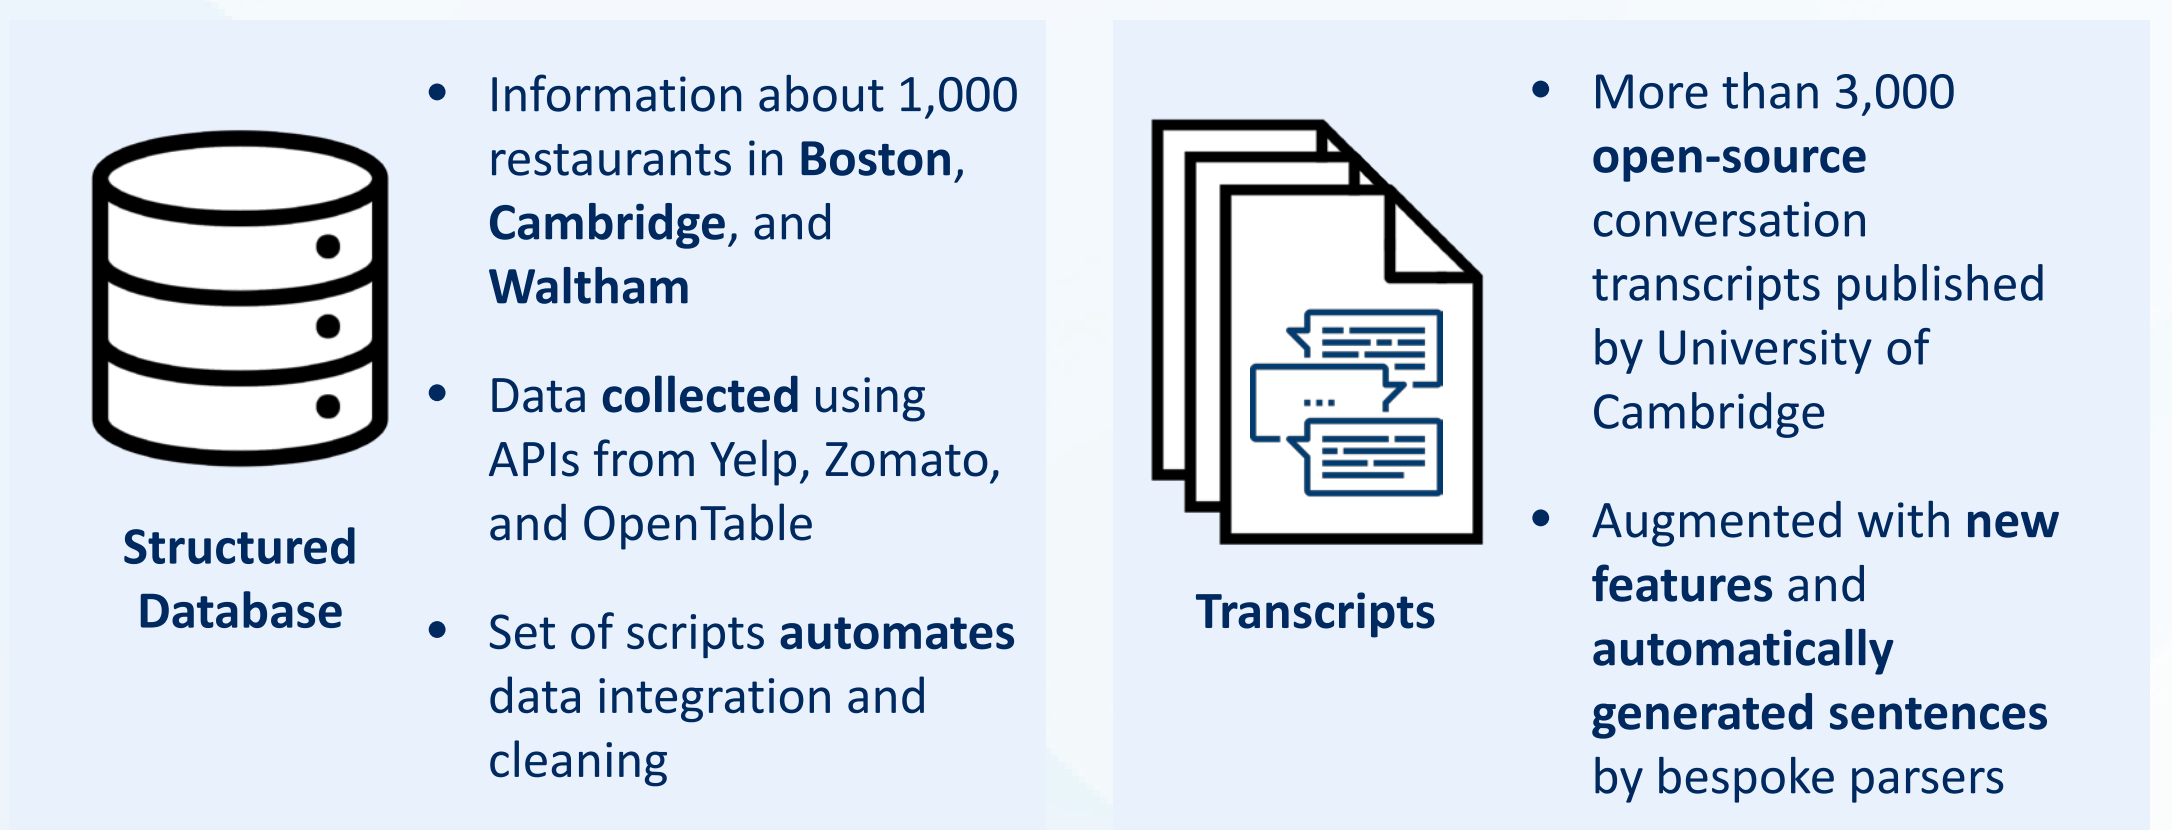 • Information about 1,000
restaurants in Boston,
Cambridge, and
Waltham
• Data collected using
APIs from Yelp, Zomato,
and OpenTable
• Set of scripts automates
data integration and
cleaning
Structured
Database
• More than 3,000
open-source
conversation
transcripts published
by University of
Cambridge
• Augmented with new
features and
automatically
generated sentences
by bespoke parsers
Transcripts